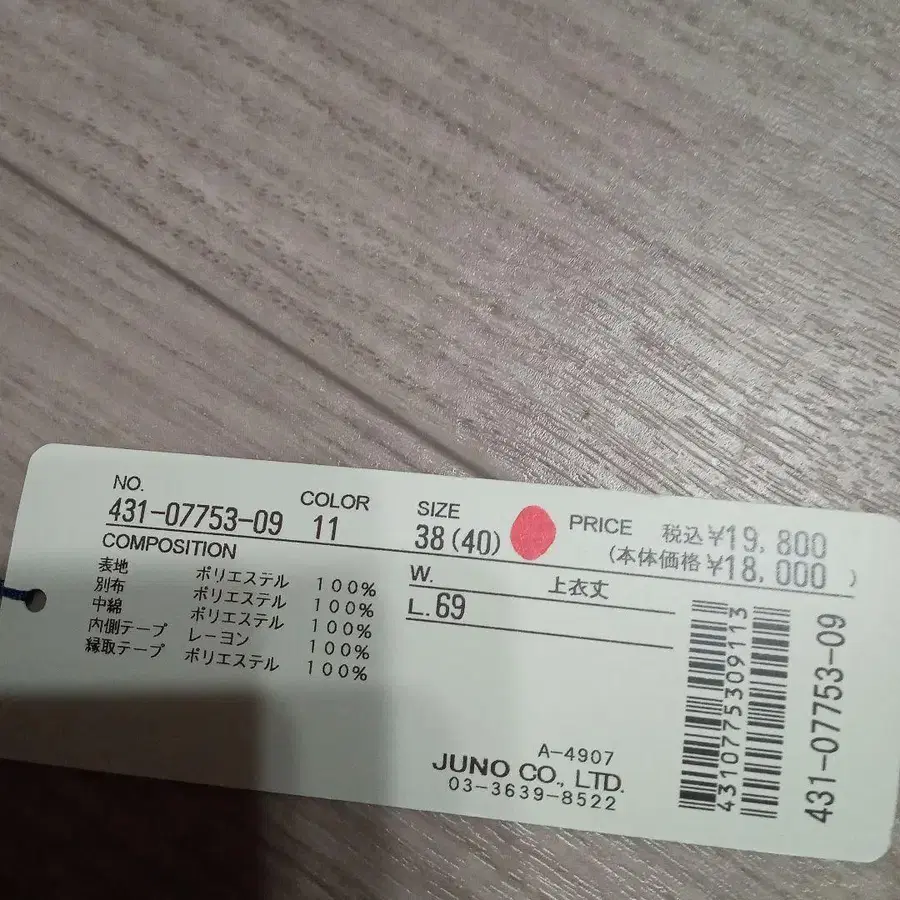 NO. COLOR SIZE PRICE 税込¥19,800
431-07753-09 11 38(40) (本体価格¥18,000)
COMPOSITION
表地 ポリエステル 100%
別布 ポリエステル 100%
中綿 ポリエステル 100%
内側テープ レーヨン 100%
縁取テープ ポリエステル 100%
W. 上衣丈
L.69
A-4907
JUNO CO., LTD.
03-3639-8522
4310775309113
431-07753-09